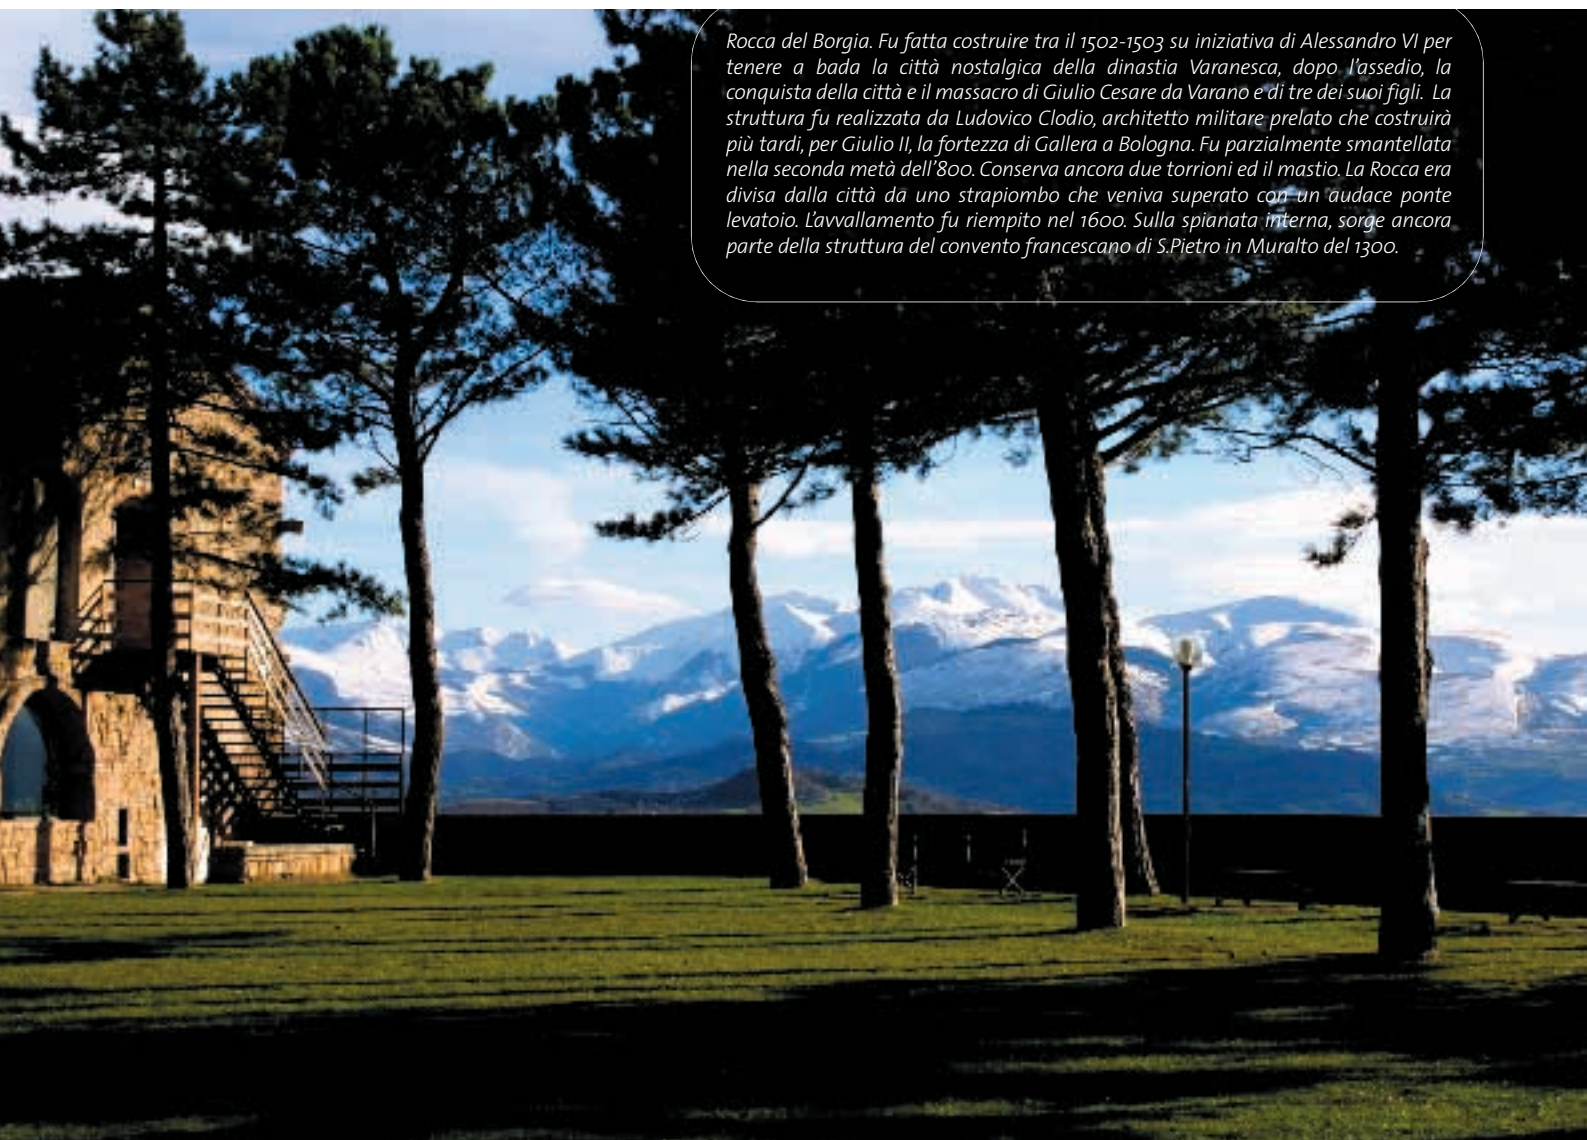 Rocca del Borgia. Fu fatta costruire tra il 1502-1503 su iniziativa di Alessandro VI per
tenere a bada la città nostalgica della dinastia Varanesca, dopo l'assedio, la
conquista della città e il massacro di Giulio Cesare da Varano e di tre dei suoi figli. La
struttura fu realizzata da Ludovico Clodio, architetto militare prelato che costruirà
più tardi, per Giulio II, la fortezza di Gallera a Bologna. Fu parzialmente smantellata
nella seconda metà dell'800. Conserva ancora due torrioni ed il mastio. La Rocca era
divisa dalla città da uno strapiombo che veniva superato con un audace ponte
levatoio. L'avvallamento fu riempito nel 1600. Sulla spianata interna, sorge ancora
parte della struttura del convento francescano di S.Pietro in Muralto del 1300.